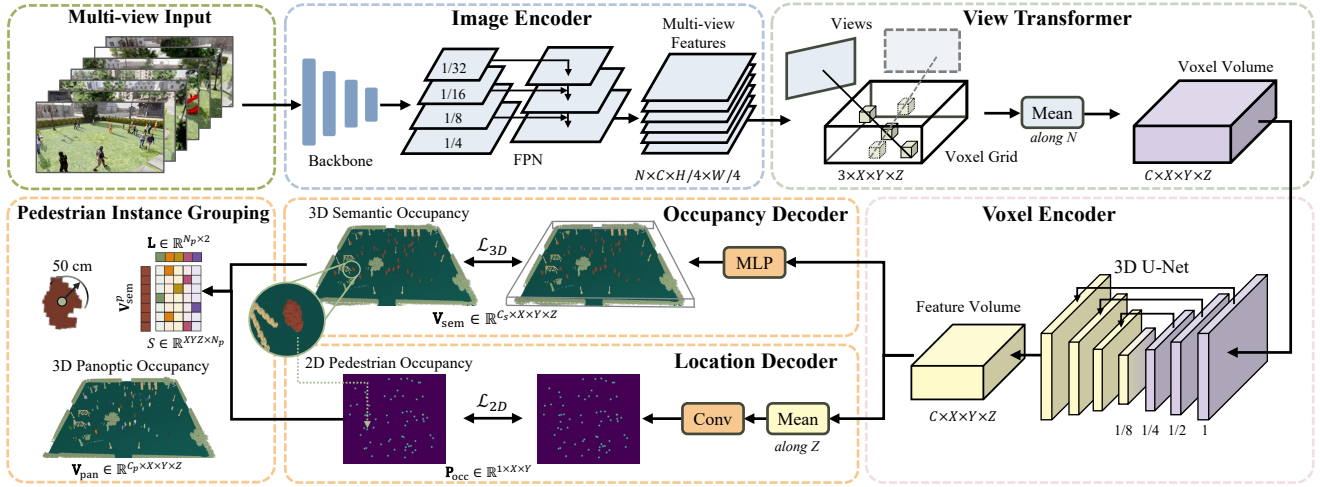 Multi-view Input
Image Encoder
View Transformer
1/32
1/16
1/8
1/4
Backbone
FPN
Multi-view
Features
N×C×H/4×W/4
Views
Voxel Grid
3×X×Y×Z
Mean
along N
Voxel Volume
C×X×Y×Z
Pedestrian Instance Grouping
L ∈ ℝ^{N_p×2}
50 cm
V^p_sem
S ∈ ℝ^{XYZ×N_p}
3D Panoptic Occupancy
V_pan ∈ ℝ^{C_p×X×Y×Z}
Occupancy Decoder
3D Semantic Occupancy
ℒ_{3D}
MLP
V_sem ∈ ℝ^{C_s×X×Y×Z}
Location Decoder
2D Pedestrian Occupancy
ℒ_{2D}
Conv
Mean
along Z
P_occ ∈ ℝ^{1×X×Y}
Voxel Encoder
3D U-Net
Feature Volume
C×X×Y×Z
1/8 1/4 1/2 1